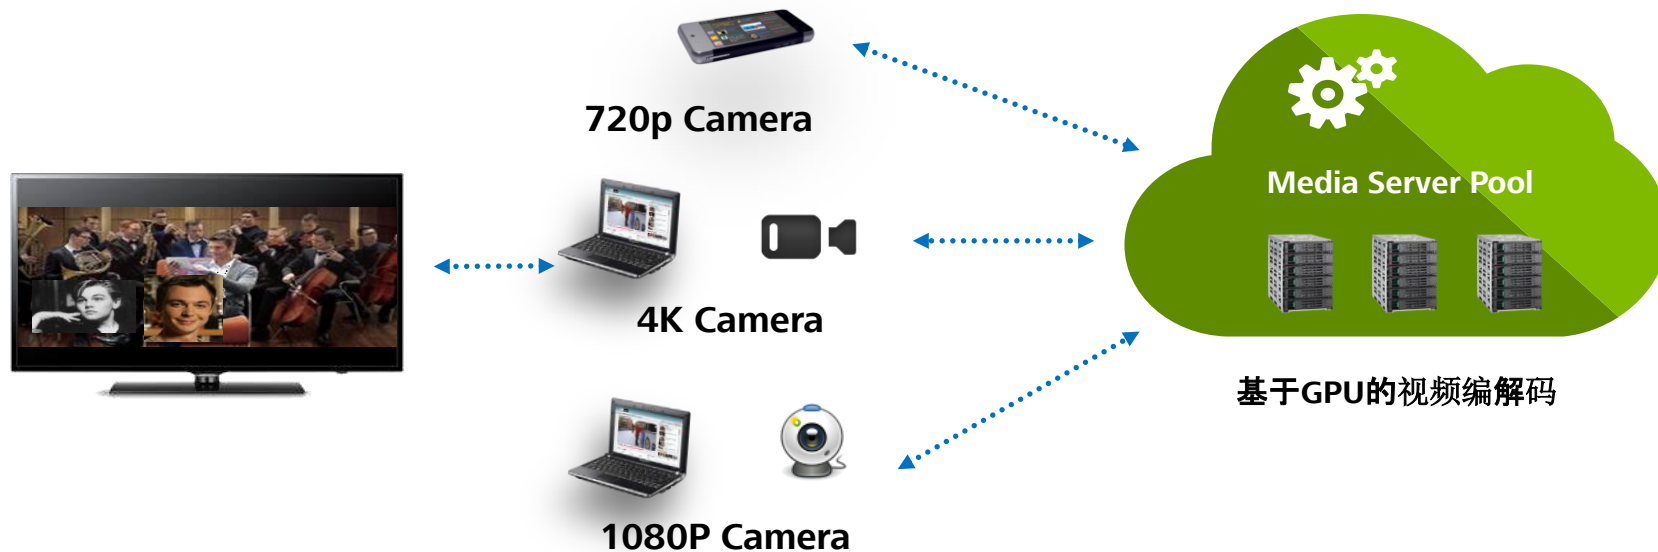 720p Camera
4K Camera
1080P Camera
Media Server Pool
基于GPU的视频编解码